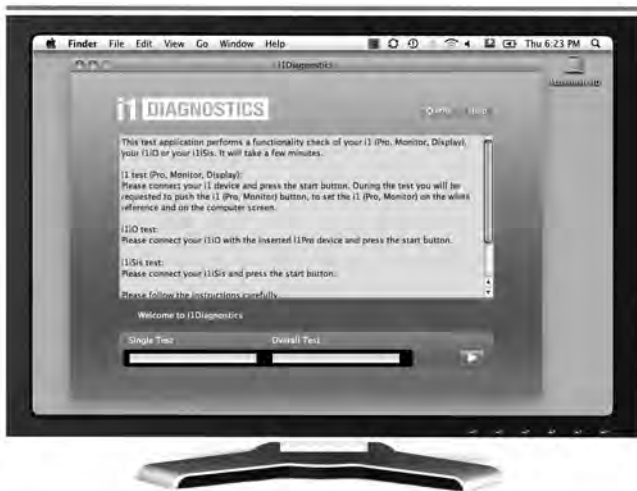 Finder File Edit View Go Window Help Thu 6:23 PM
i1Diagnostics
i1 DIAGNOSTICS
Help
This test application performs a functionality check of your i1 (Pro, Monitor, Display),
your i1iO or your i1iSis. It will take a few minutes.
i1 test (Pro, Monitor, Display):
Please connect your i1 device and press the start button. During the test you will be
requested to push the i1 (Pro, Monitor) button, to set the i1 (Pro, Monitor) on the white
reference and on the computer screen.
i1iO test:
Please connect your i1iO with the inserted i1Pro device and press the start button.
i1iSis test:
Please connect your i1iSis and press the start button.
Please follow the instructions carefully
Welcome to i1Diagnostics
Single Test Overall Test